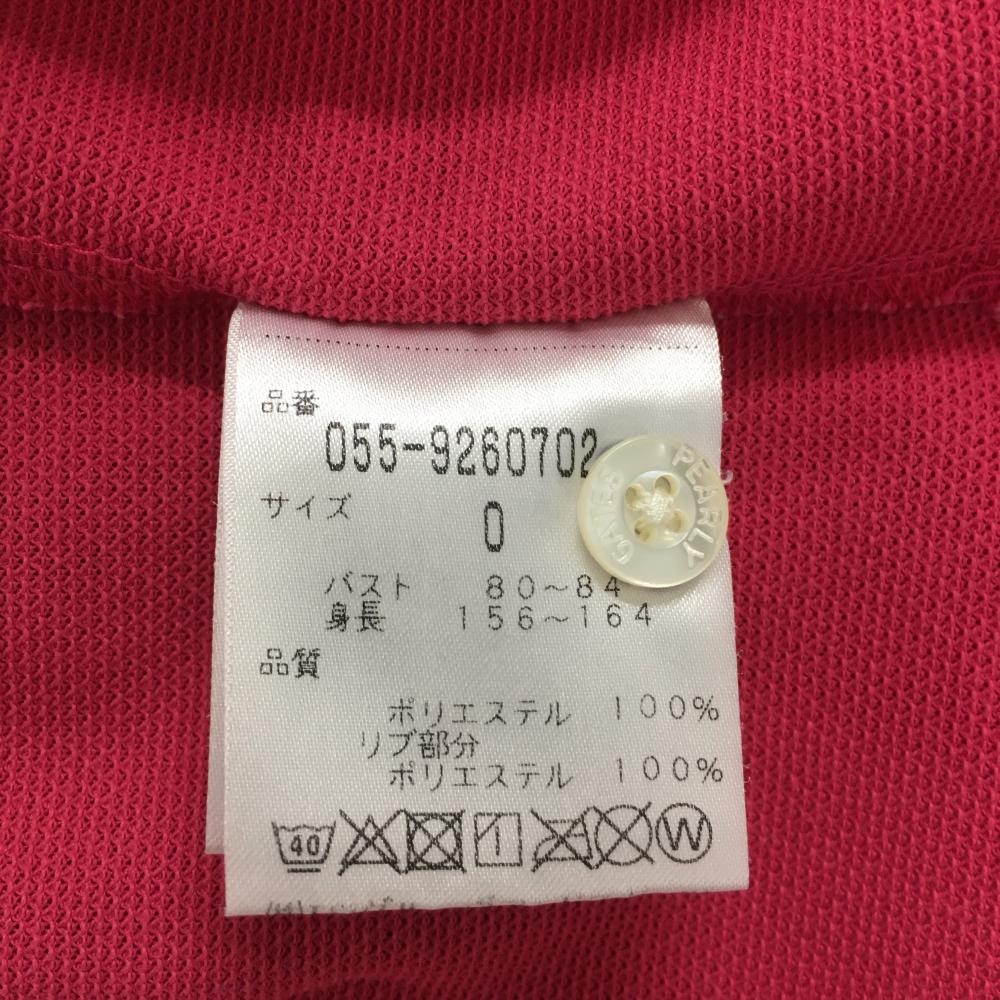 品番
055-9260702
サイズ
0
PEARLY
GATES
バスト 80～84
身長 156～164
品質
ポリエステル 100%
リブ部分
ポリエステル 100%
40
W